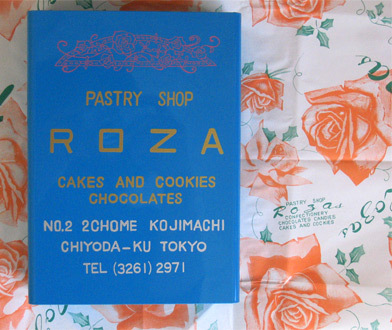 PASTRY SHOP
ROZA
CAKES AND COOKIES
CHOCOLATES
NO.2 2CHOME KOJIMACHI
CHIYODA-KU TOKYO
TEL (3261) 2971
PASTRY SHOP
Rozas
CONFECTIONERY
CHOCOLATES CANDIES
CAKES AND COOKIES